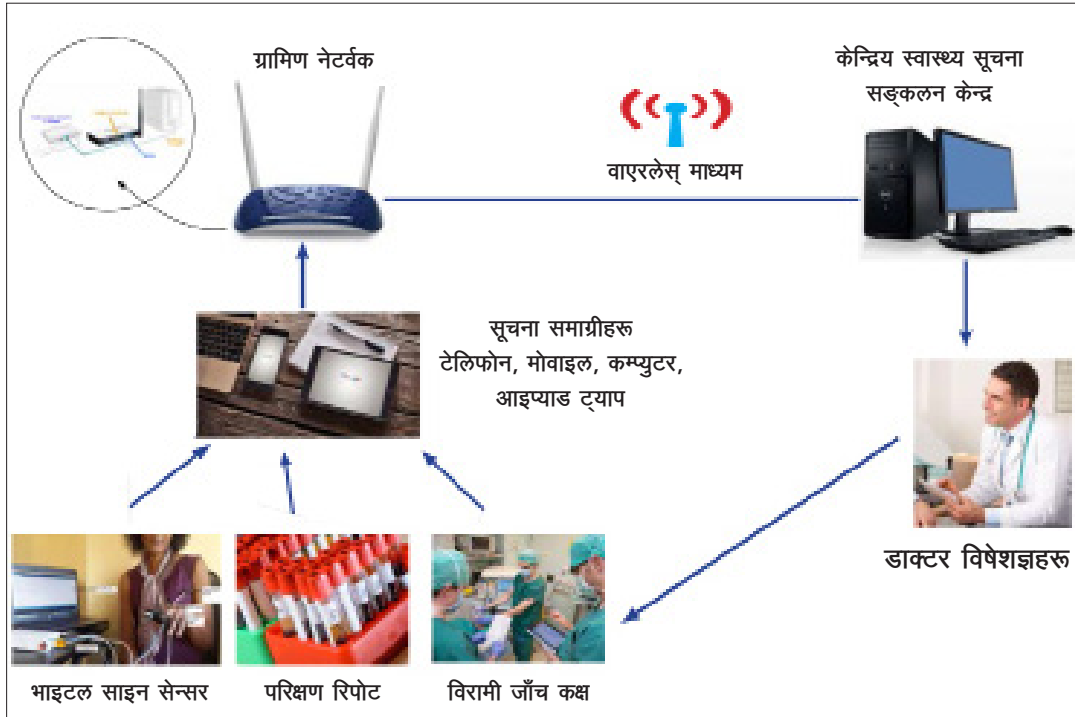 ग्रामिण नेटर्वक
केन्द्रिय स्वास्थ्य सूचना
सङ्कलन केन्द्र
वाएरलेस् माध्यम
सूचना समाग्रीहरू
टेलिफोन, मोवाइल, कम्प्युटर,
आइप्याड ट्याप
डाक्टर विषेशज्ञहरू
भाइटल साइन सेन्सर
परिक्षण रिपोट
विरामी जाँच कक्ष